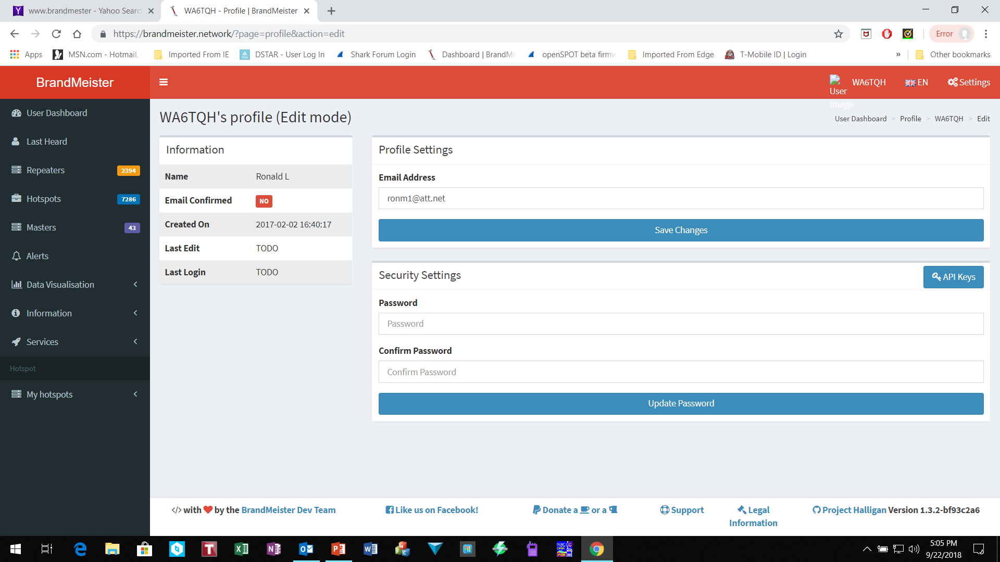 www.brandmester - Yahoo Searc
WA6TQH - Profile | BrandMeister
https://brandmeister.network/?page=profile&action=edit
Error
Apps
MSN.com - Hotmail,
Imported From IE
DSTAR - User Log In
Shark Forum Login
Dashboard | BrandMe
openSPOT beta firmw
Imported From Edge
T-Mobile ID | Login
»
Other bookmarks
BrandMeister
User Image
WA6TQH
EN
Settings
User Dashboard
Last Heard
Repeaters 2394
Hotspots 7286
Masters 43
Alerts
Data Visualisation
Information
Services
Hotspot
My hotspots
WA6TQH's profile (Edit mode)
User Dashboard > Profile > WA6TQH > Edit
Information
Name Ronald L
Email Confirmed NO
Created On 2017-02-02 16:40:17
Last Edit TODO
Last Login TODO
Profile Settings
Email Address
ronm1@att.net
Save Changes
Security Settings
API Keys
Password
Password
Confirm Password
Confirm Password
Update Password
</> with by the BrandMeister Dev Team
Like us on Facebook!
Donate a or a
Support
Legal
Information
Project Halligan Version 1.3.2-bf93c2a6
5:05 PM
9/22/2018